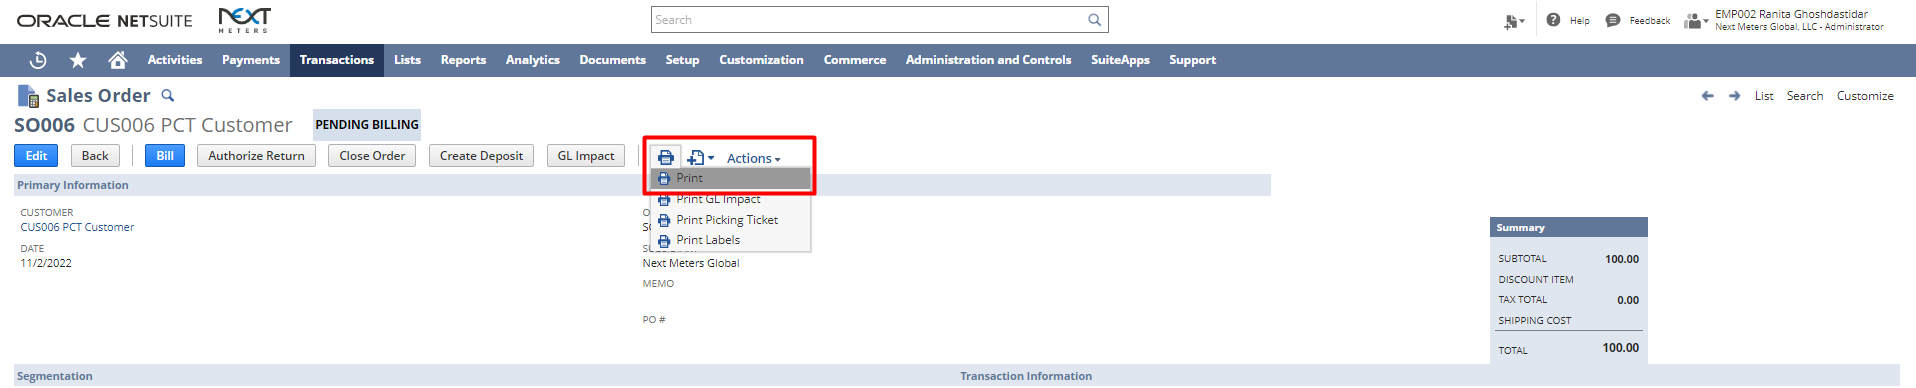 ORACLE NETSUITE NEXT METERS Search Help Feedback EMP002 Ranita Ghoshdastidar
Next Meters Global, LLC - Administrator
Activities Payments Transactions Lists Reports Analytics Documents Setup Customization Commerce Administration and Controls SuiteApps Support
Sales Order List Search Customize
SO006 CUS006 PCT Customer PENDING BILLING
Edit Back Bill Authorize Return Close Order Create Deposit GL Impact Actions
Print
Print GL Impact
Print Picking Ticket
Print Labels
Primary Information
CUSTOMER
CUS006 PCT Customer
DATE
11/2/2022
Next Meters Global
MEMO
PO #
Summary
SUBTOTAL 100.00
DISCOUNT ITEM
TAX TOTAL 0.00
SHIPPING COST
TOTAL 100.00
Segmentation Transaction Information